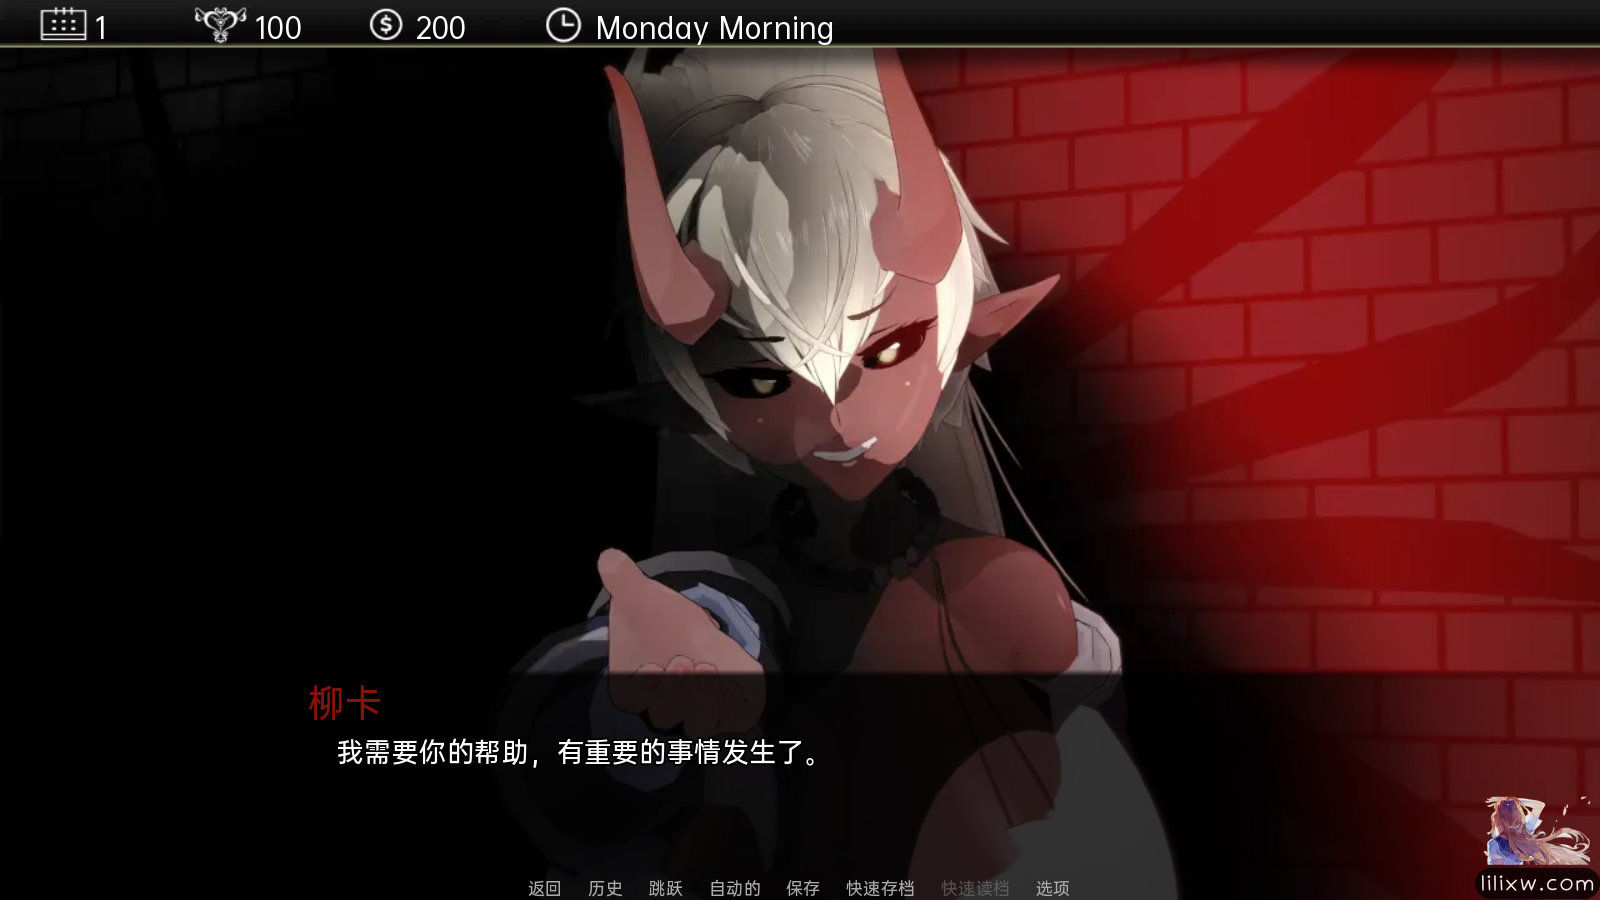 1
100
200
Monday Morning
柳卡
我需要你的帮助，有重要的事情发生了。
返回 历史 跳跃 自动的 保存 快速存档 快速读档 选项
lilixw.com